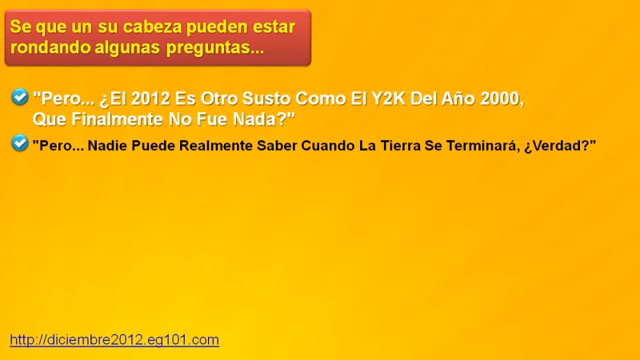 Se que un su cabeza pueden estar
rondando algunas preguntas...
"Pero... ¿El 2012 Es Otro Susto Como El Y2K Del Año 2000,
Que Finalmente No Fue Nada?"
"Pero... Nadie Puede Realmente Saber Cuando La Tierra Se Terminará, ¿Verdad?"
http://diciembre2012.eg101.com